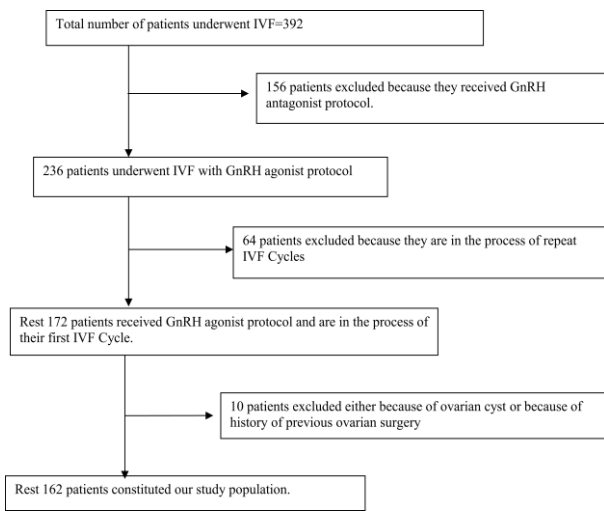 Total number of patients underwent IVF=392
156 patients excluded because they received GnRH
antagonist protocol.
236 patients underwent IVF with GnRH agonist protocol
64 patients excluded because they are in the process of repeat
IVF Cycles
Rest 172 patients received GnRH agonist protocol and are in the process of
their first IVF Cycle.
10 patients excluded either because of ovarian cyst or because of
history of previous ovarian surgery
Rest 162 patients constituted our study population.